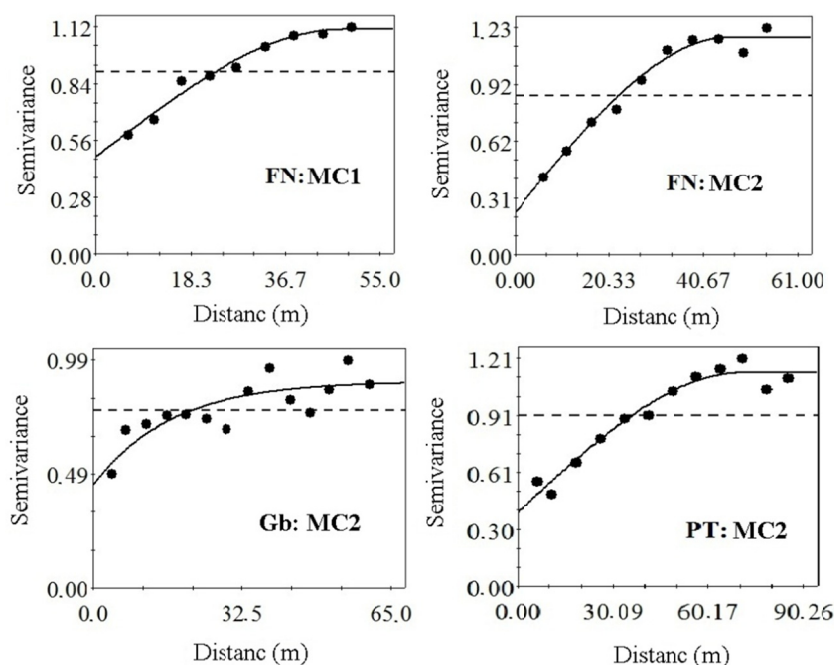 1.12
0.84
0.56
0.28
0.00
Semivariance
FN:MC1
0.0 18.3 36.7 55.0
Distanc (m)
1.23
0.92
0.62
0.31
0.00
Semivariance
FN:MC2
0.00 20.33 40.67 61.00
Distanc (m)
0.99
0.49
0.00
Semivariance
Gb: MC2
0.0 32.5 65.0
Distanc (m)
1.21
0.91
0.61
0.30
0.00
Semivariance
PT: MC2
0.00 30.09 60.17 90.26
Distanc (m)